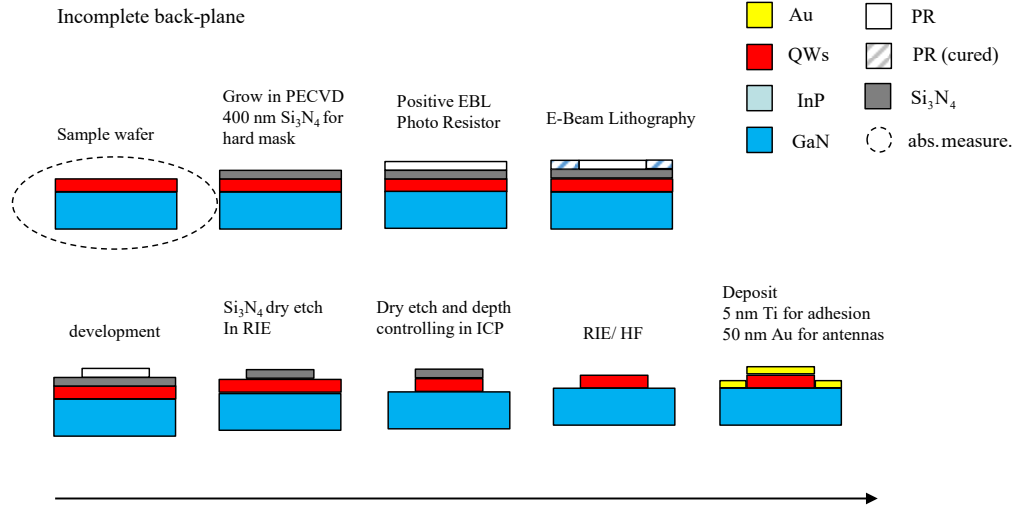 Incomplete back-plane
Au
PR
QWs
PR (cured)
InP
Si₃N₄
GaN
abs. measure.
Sample wafer
Grow in PECVD
400 nm Si₃N₄ for
hard mask
Positive EBL
Photo Resistor
E-Beam Lithography
development
Si₃N₄ dry etch
In RIE
Dry etch and depth
controlling in ICP
RIE/ HF
Deposit
5 nm Ti for adhesion
50 nm Au for antennas